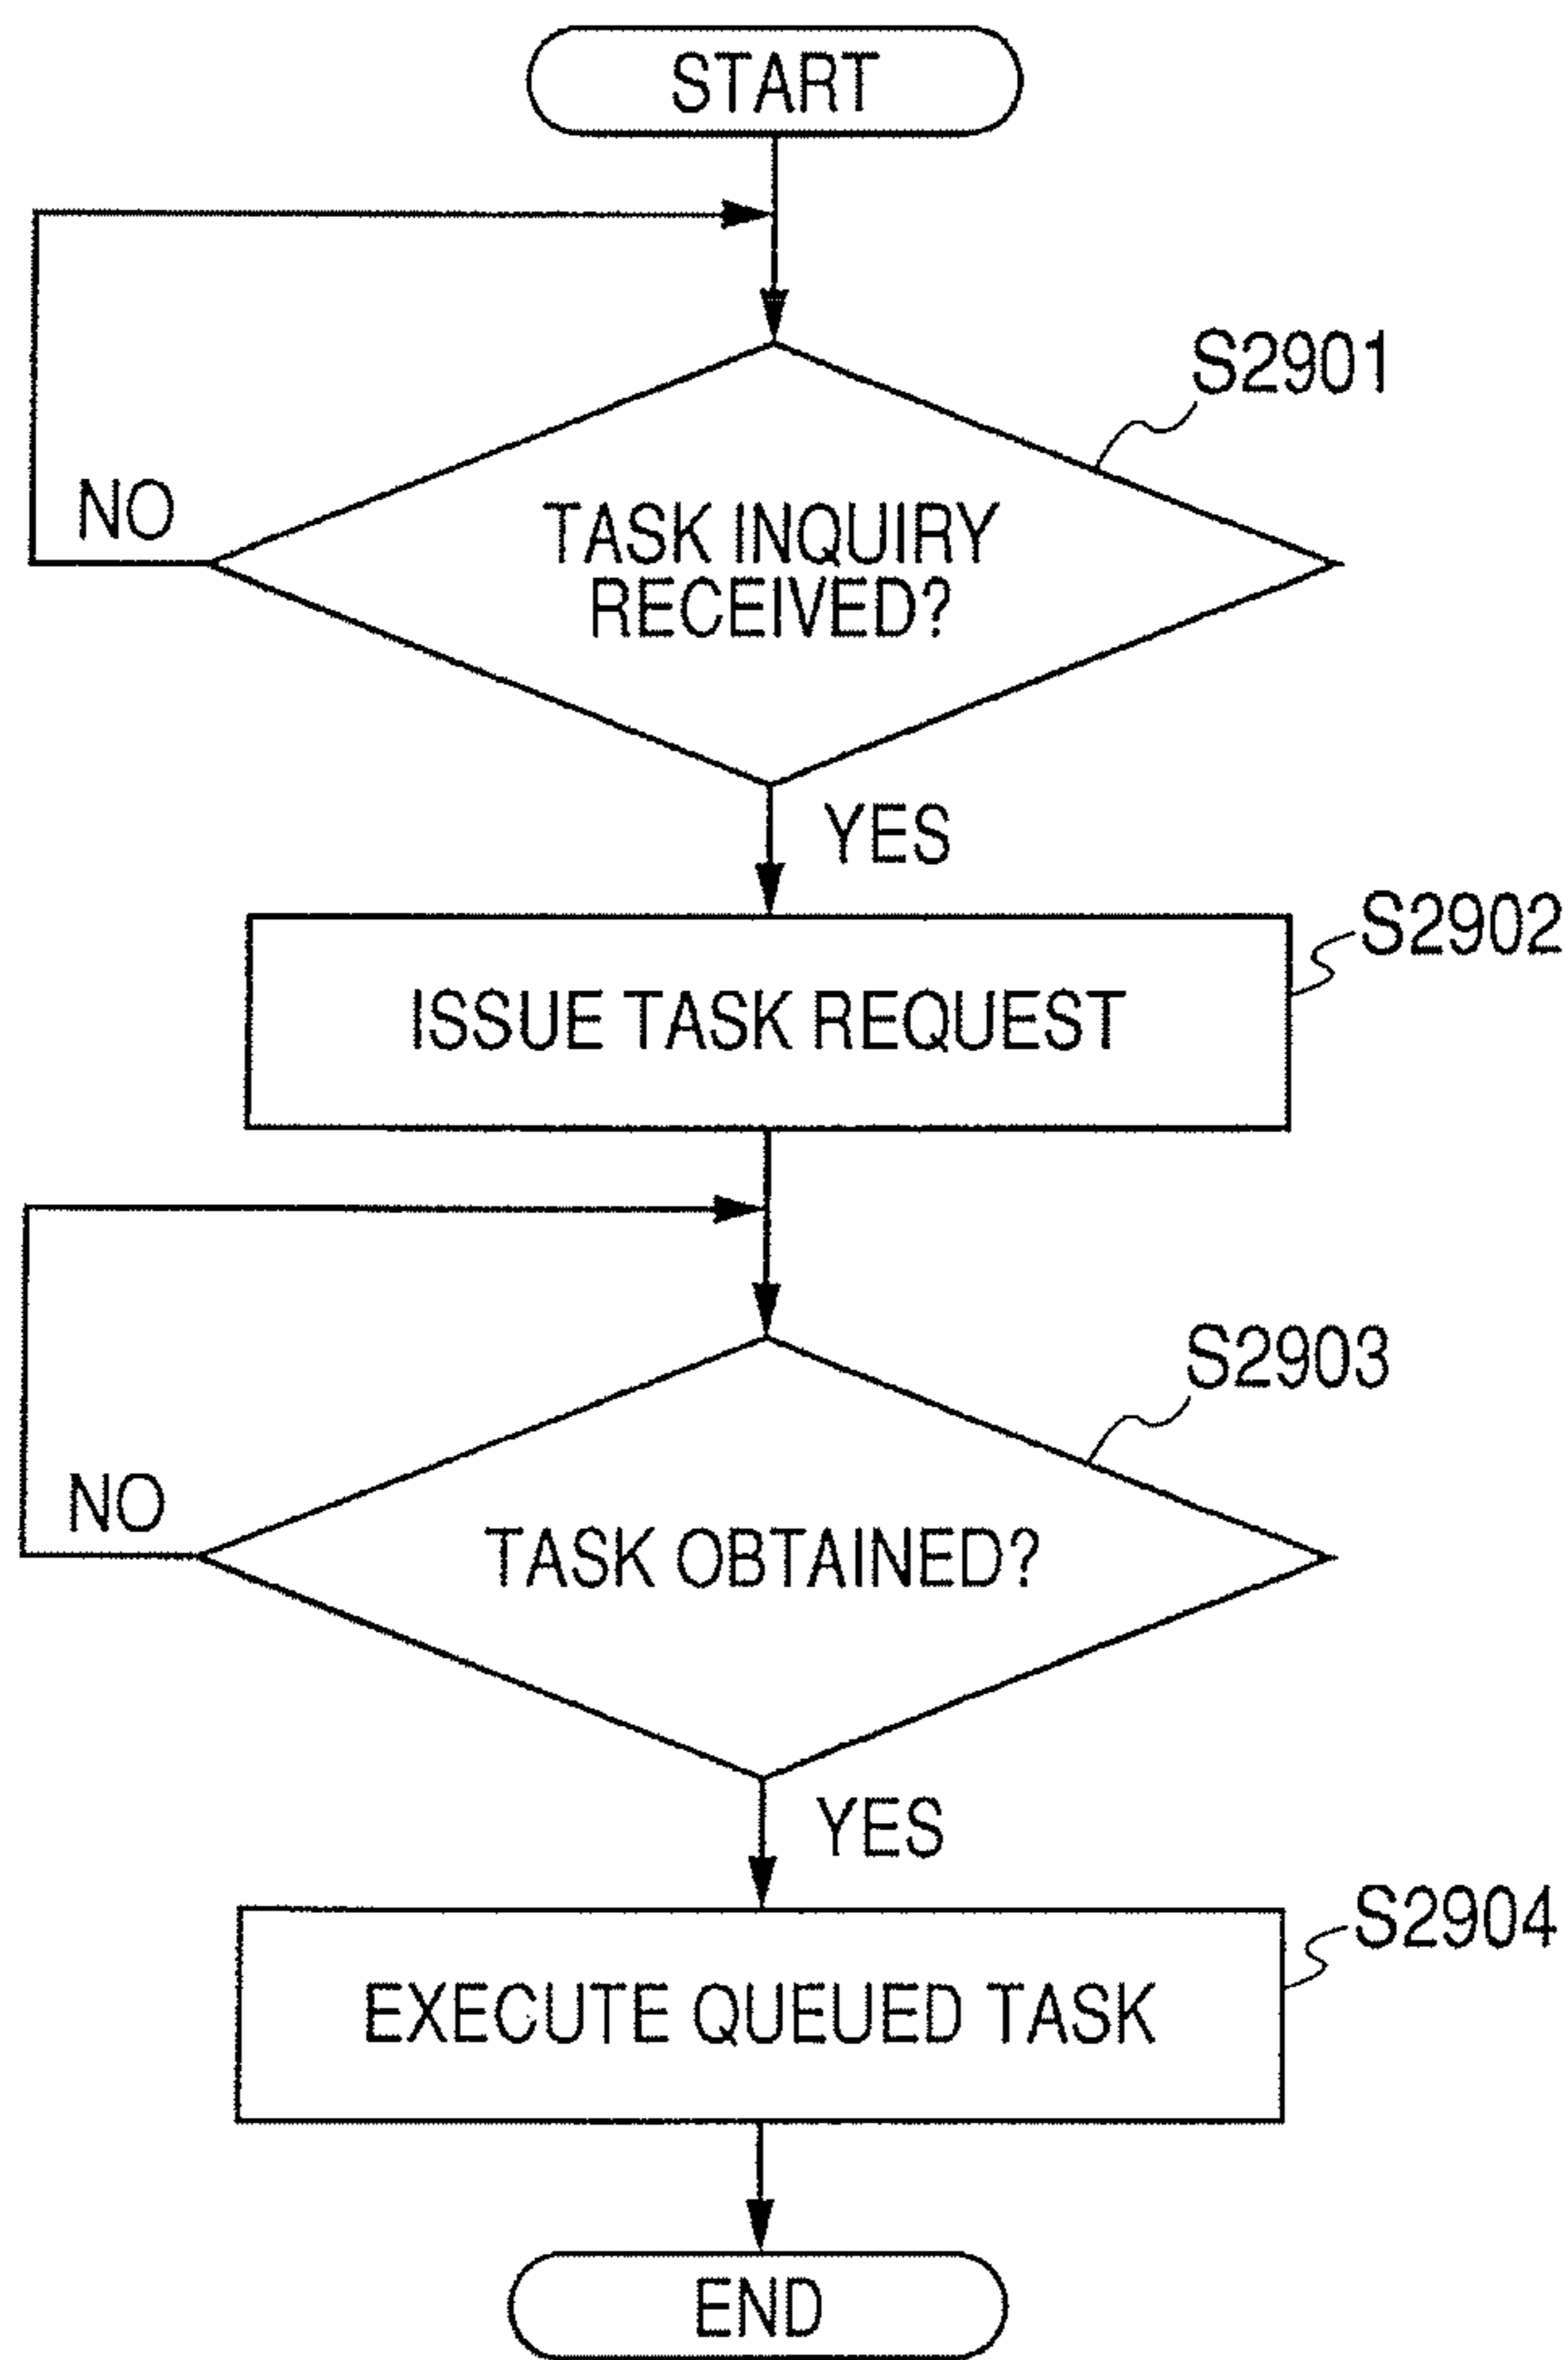 START
S2901
NO
TASK INQUIRY
RECEIVED?
YES
S2902
ISSUE TASK REQUEST
S2903
NO
TASK OBTAINED?
YES
S2904
EXECUTE QUEUED TASK
END